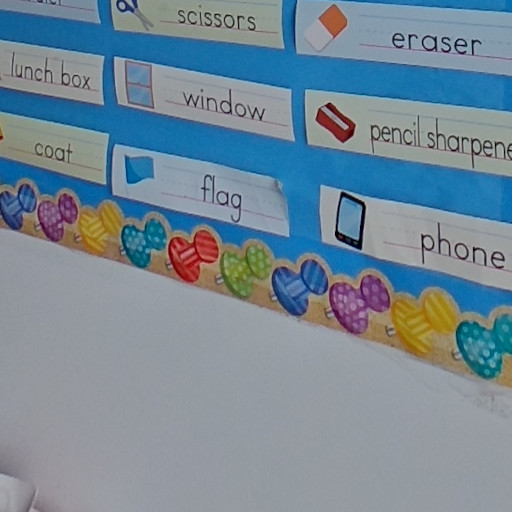 scissors
eraser
lunch box
window
pencil sharpene
coat
flag
phone